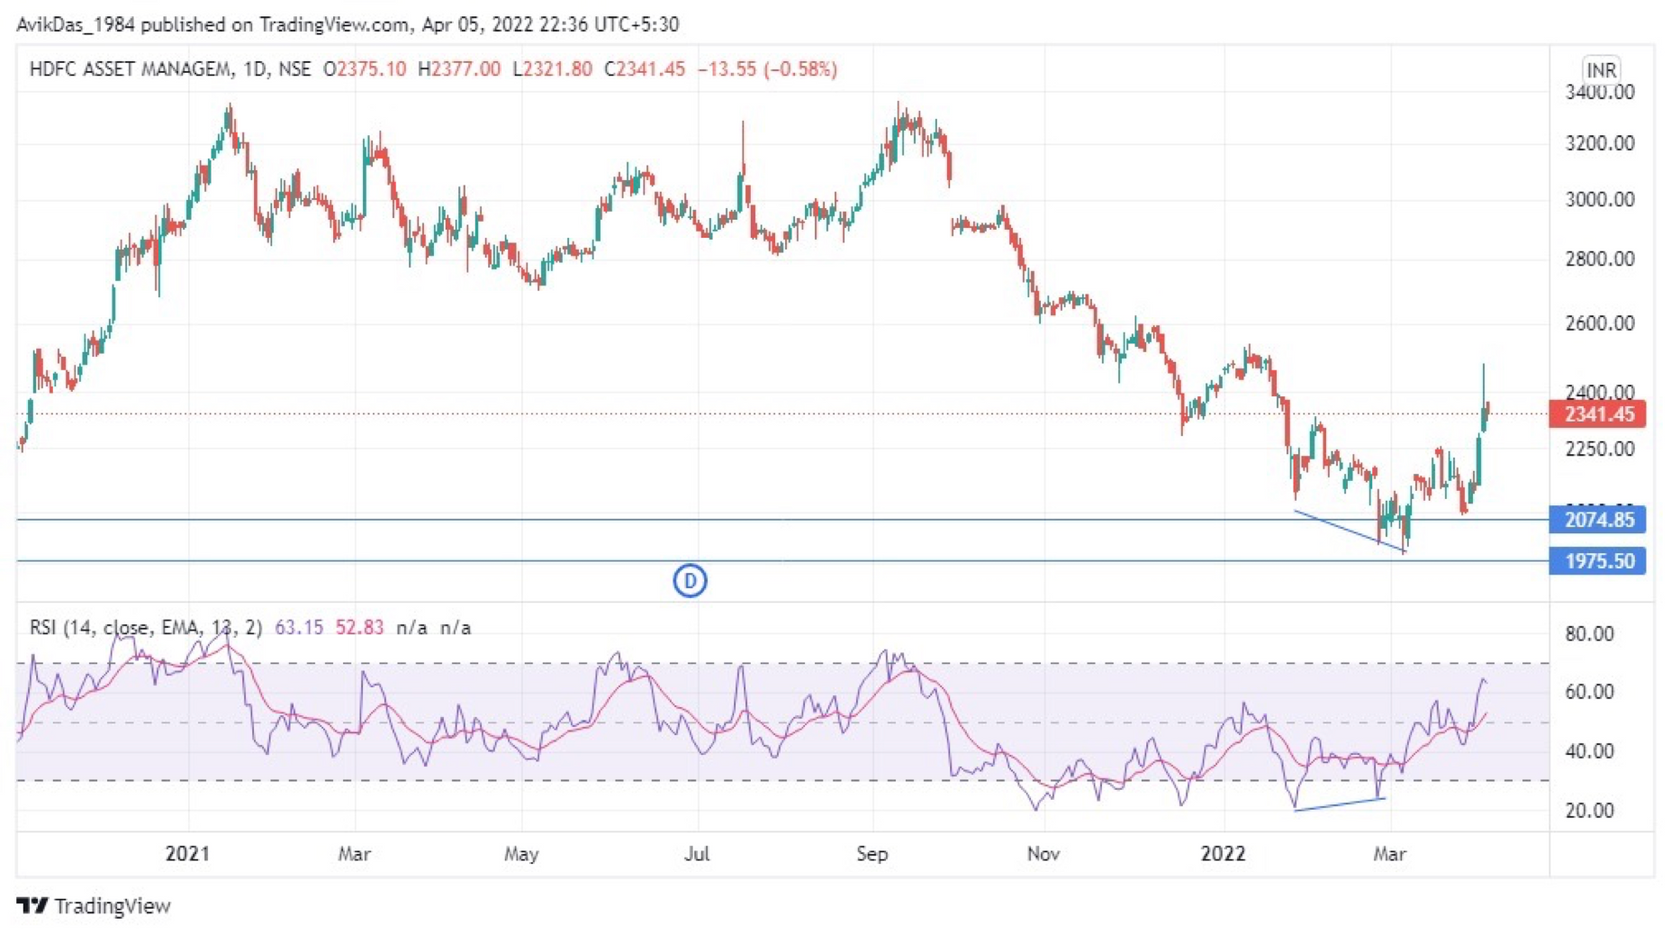 AvikDas_1984 published on TradingView.com, Apr 05, 2022 22:36 UTC+5:30
HDFC ASSET MANAGEM, 1D, NSE O2375.10 H2377.00 L2321.80 C2341.45 −13.55 (−0.58%)
INR
3400.00
3200.00
3000.00
2800.00
2600.00
2400.00
2341.45
2250.00
2074.85
1975.50
D
RSI (14, close, EMA, 13, 2) 63.15 52.83 n/a n/a
80.00
60.00
40.00
20.00
2021 Mar May Jul Sep Nov 2022 Mar
TradingView